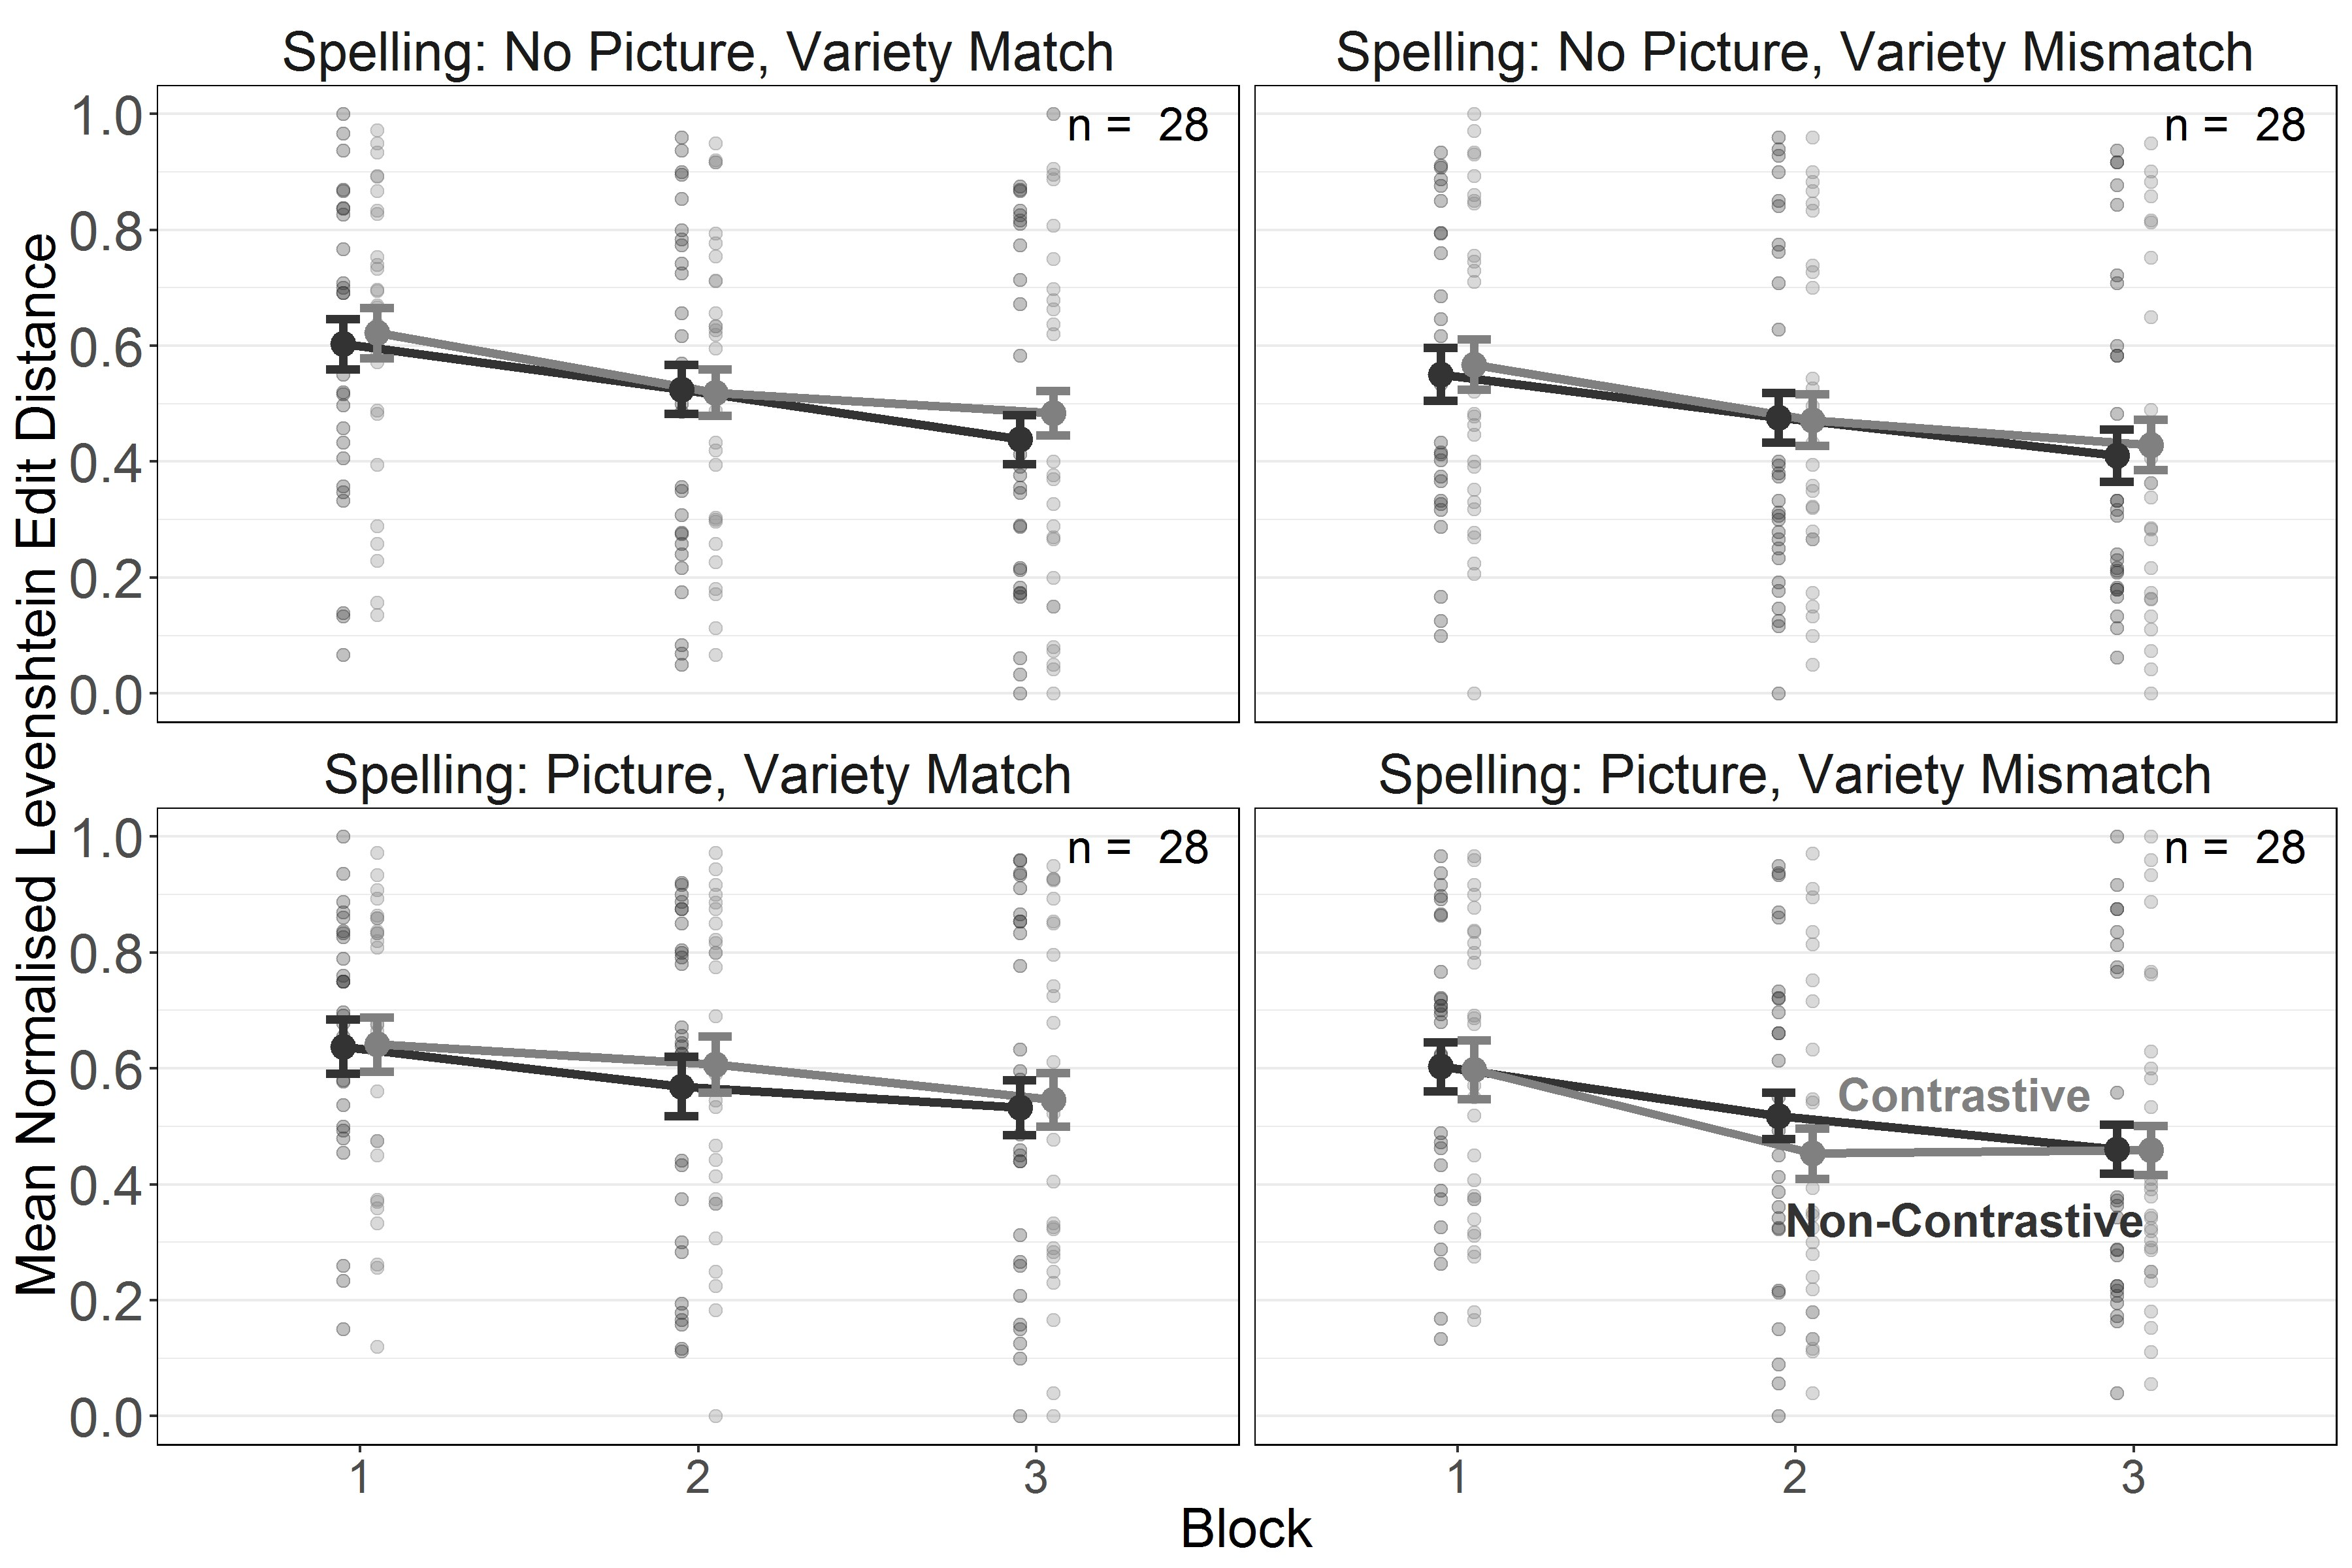 Spelling: No Picture, Variety Match
Spelling: No Picture, Variety Mismatch
n = 28
n = 28
1.0
0.8
0.6
0.4
0.2
0.0
Mean Normalised Levenshtein Edit Distance
Spelling: Picture, Variety Match
Spelling: Picture, Variety Mismatch
n = 28
n = 28
1.0
0.8
0.6
0.4
0.2
0.0
Contrastive
Non-Contrastive
1 2 3
1 2 3
Block